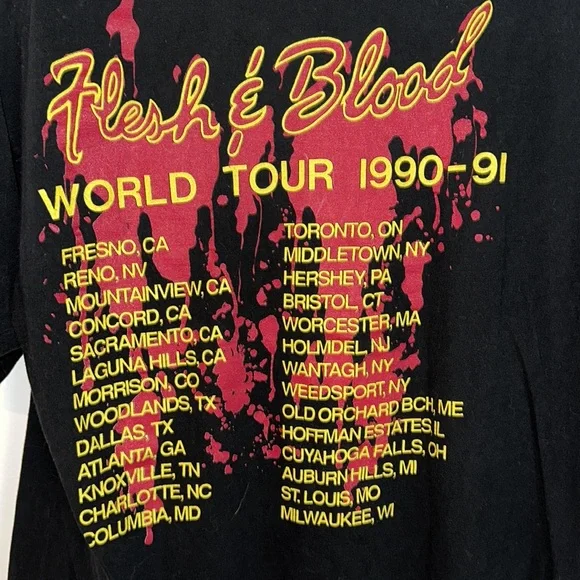 Flesh & Blood
WORLD TOUR 1990-91
FRESNO, CA
RENO, NV
MOUNTAINVIEW, CA
CONCORD, CA
SACRAMENTO, CA
LAGUNA HILLS, CA
MORRISON, CO
WOODLANDS, TX
DALLAS, TX
ATLANTA, GA
KNOXVILLE, TN
CHARLOTTE, NC
COLUMBIA, MD
TORONTO, ON
MIDDLETOWN, NY
HERSHEY, PA
BRISTOL, CT
WORCESTER, MA
HOLMDEL, NJ
WANTAGH, NY
WEEDSPORT, NY
OLD ORCHARD BCH, ME
HOFFMAN ESTATES, IL
CUYAHOGA FALLS, OH
AUBURN HILLS, MI
ST. LOUIS, MO
MILWAUKEE, WI